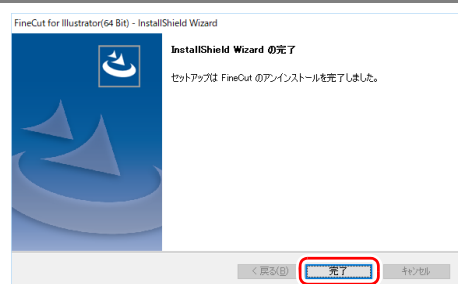 FineCut for Illustrator(64 Bit) - InstallShield Wizard
InstallShield Wizard の完了
セットアップは FineCut のアンインストールを完了しました。
< 戻る(B)
完了
キャンセル